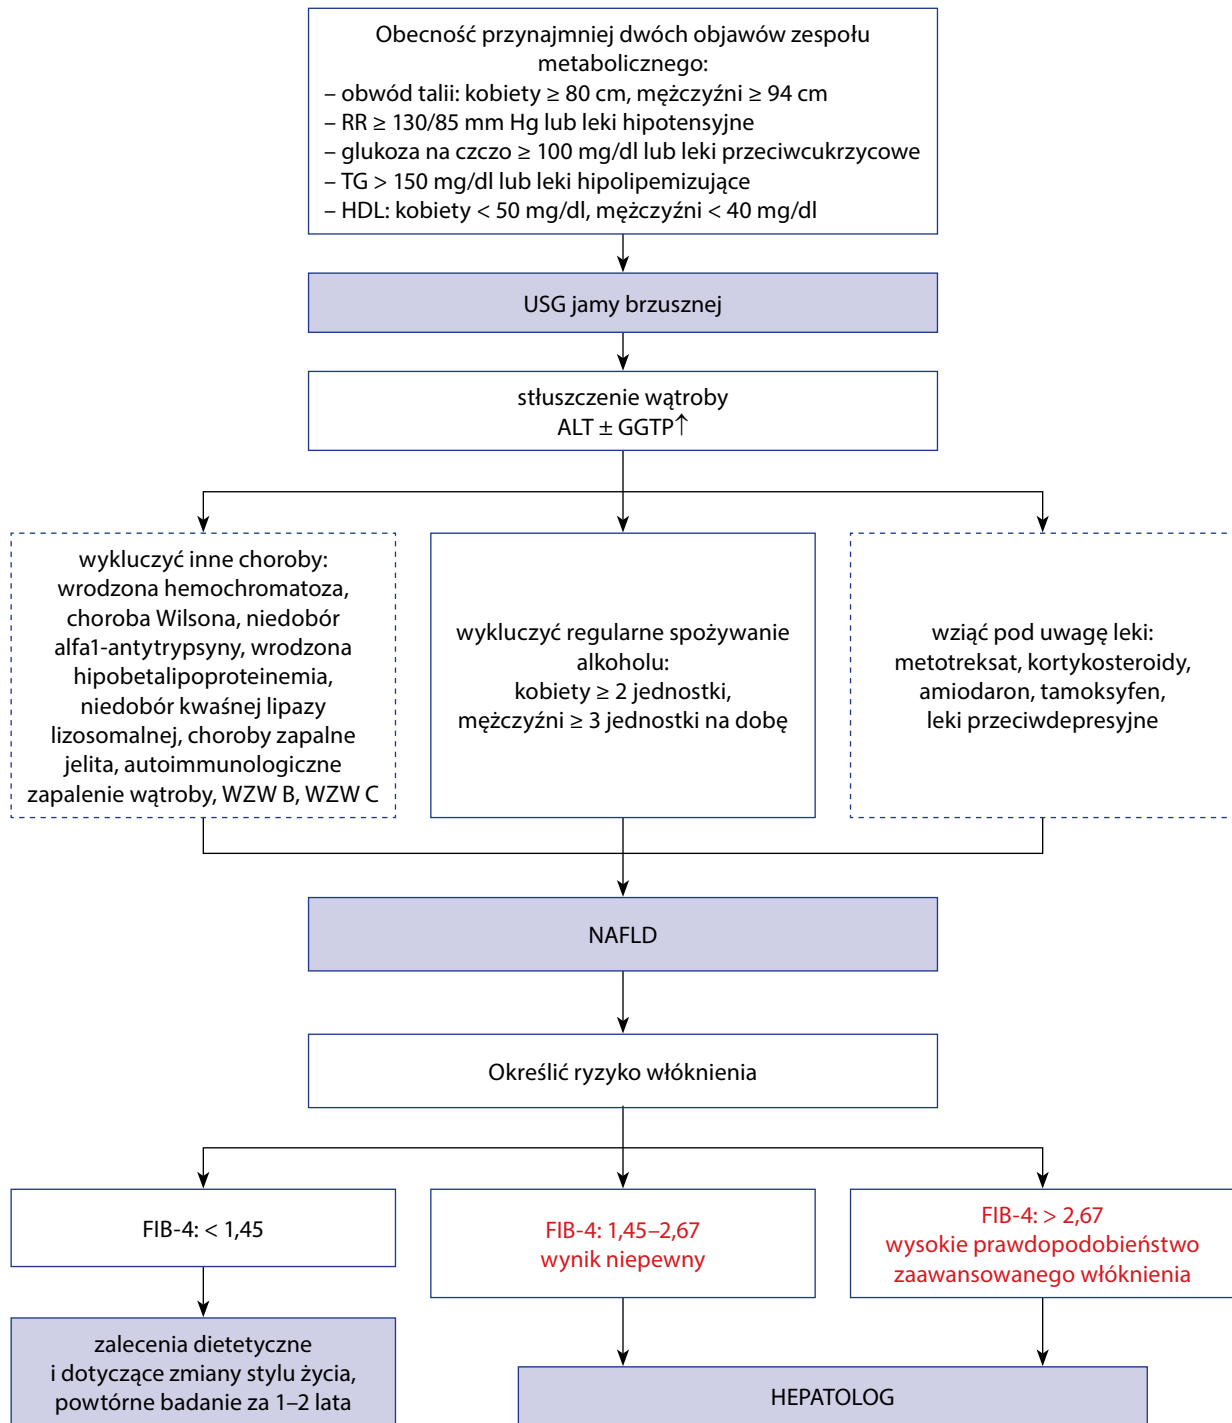 Obecność przynajmniej dwóch objawów zespołu
metabolicznego:
– obwód talii: kobiety ≥ 80 cm, mężczyźni ≥ 94 cm
– RR ≥ 130/85 mm Hg lub leki hipotensyjne
– glukoza na czczo ≥ 100 mg/dl lub leki przeciwcukrzycowe
– TG > 150 mg/dl lub leki hipolipemizujące
– HDL: kobiety < 50 mg/dl, mężczyźni < 40 mg/dl
USG jamy brzusznej
stłuszczenie wątroby
ALT ± GGTP↑
wykluczyć inne choroby:
wrodzona hemochromatoza,
choroba Wilsona, niedobór
alfa1-antytrypsyny, wrodzona
hipobetalipoproteinemia,
niedobór kwaśnej lipazy
lizosomalnej, choroby zapalne
jelita, autoimmunologiczne
zapalenie wątroby, WZW B, WZW C
wykluczyć regularne spożywanie
alkoholu:
kobiety ≥ 2 jednostki,
mężczyźni ≥ 3 jednostki na dobę
wziąć pod uwagę leki:
metotreksat, kortykosteroidy,
amiodaron, tamoksyfen,
leki przeciwdepresyjne
NAFLD
Określić ryzyko włóknienia
FIB-4: < 1,45
FIB-4: 1,45–2,67
wynik niepewny
FIB-4: > 2,67
wysokie prawdopodobieństwo
zaawansowanego włóknienia
zalecenia dietetyczne
i dotyczące zmiany stylu życia,
powtórne badanie za 1–2 lata
HEPATOLOG